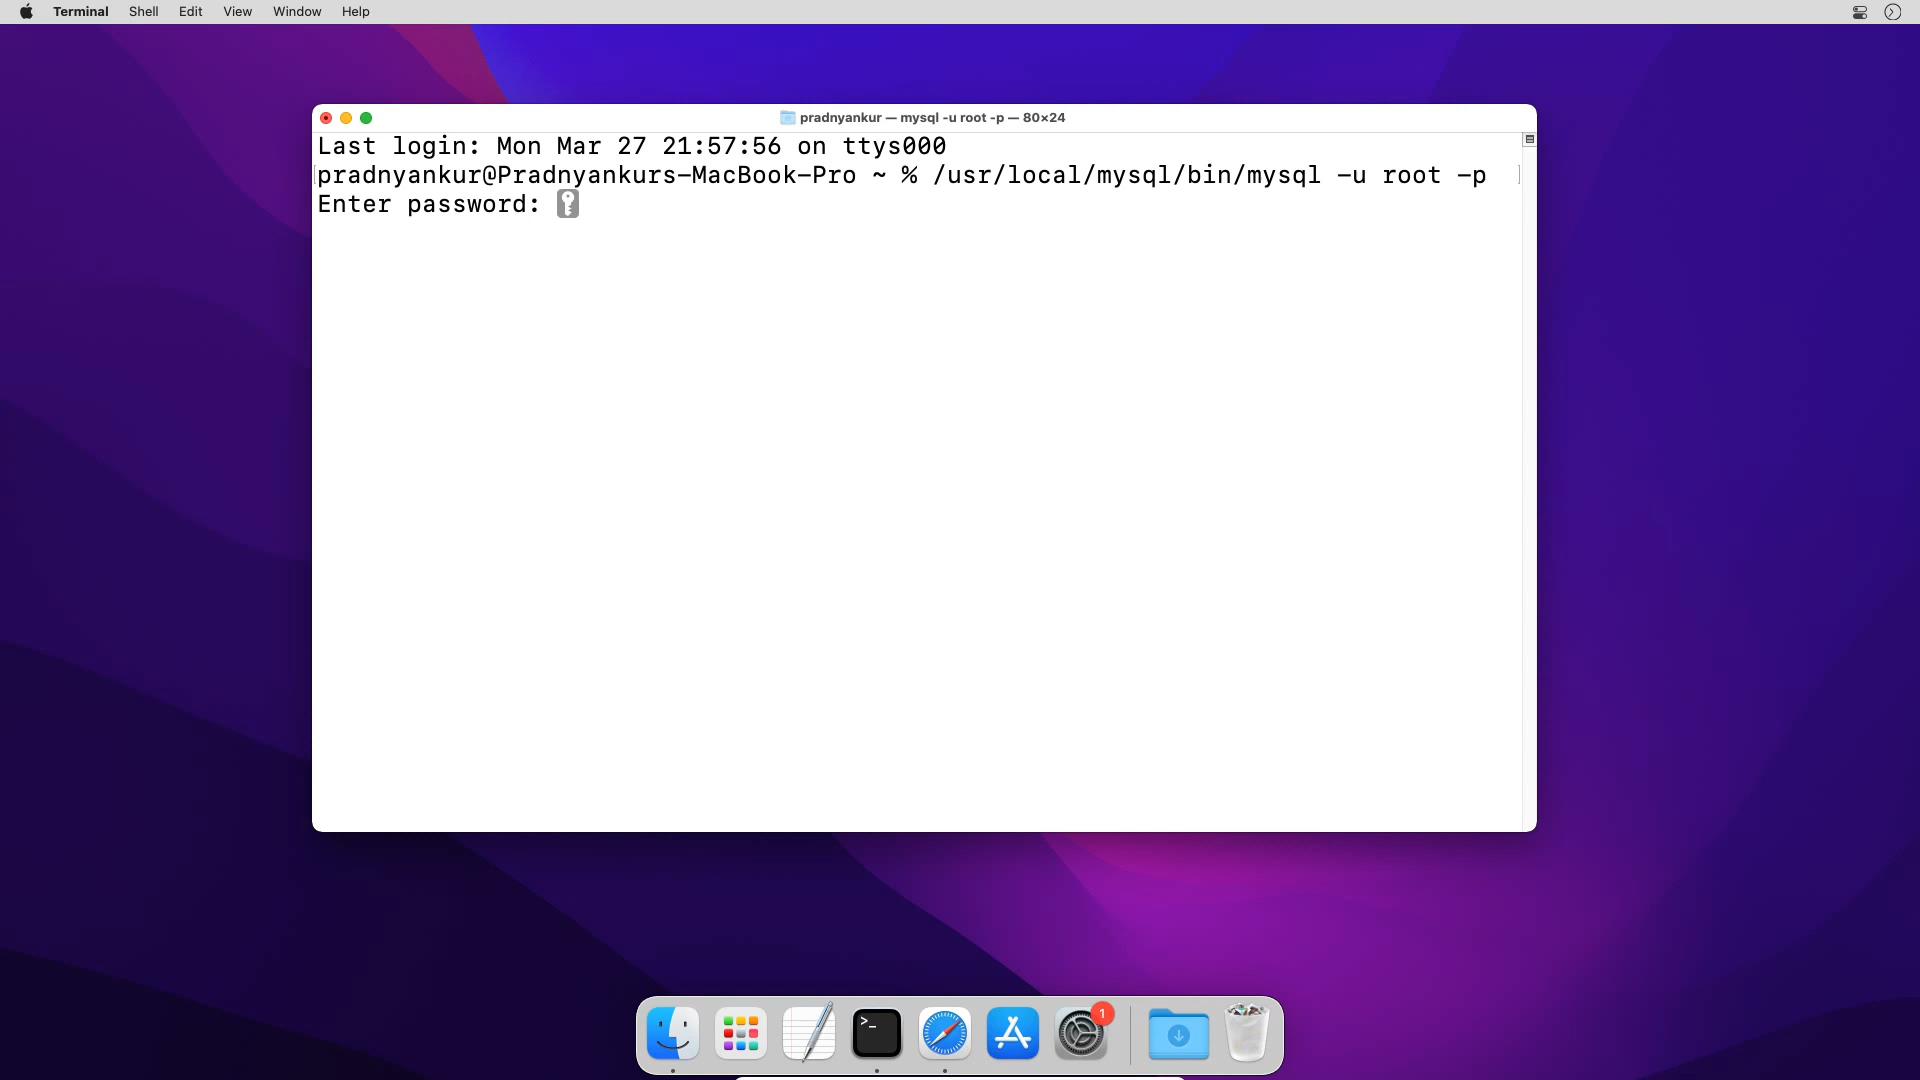 Terminal Shell Edit View Window Help
pradnyankur — mysql -u root -p — 80×24
Last login: Mon Mar 27 21:57:56 on ttys000
pradnyankur@Pradnyankurs-MacBook-Pro ~ % /usr/local/mysql/bin/mysql -u root -p
Enter password:
>_
1